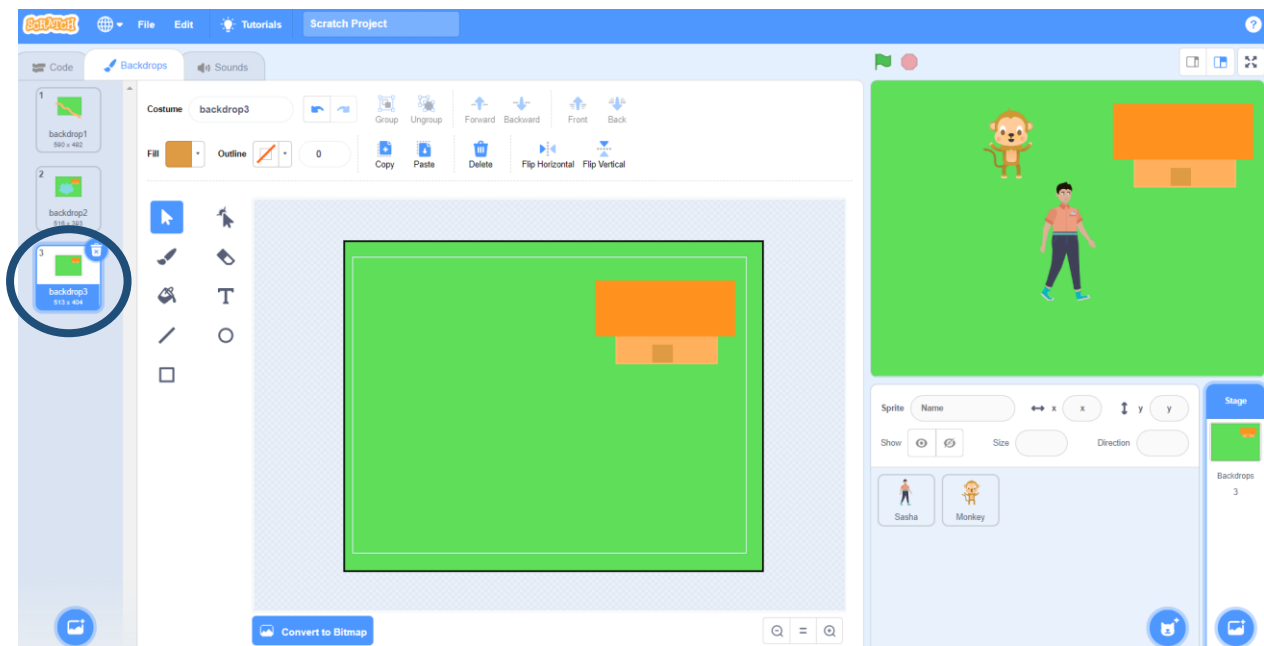 SCRATCH File Edit Tutorials Scratch Project ?
Code Backdrops Sounds
1
backdrop1
580 x 482
2
backdrop2
3
backdrop3
513 x 404
Costume backdrop3 Group Ungroup Forward Backward Front Back
Fill Outline 0 Copy Paste Delete Flip Horizontal Flip Vertical
T
Convert to Bitmap
Sprite Name x x y y
Show Size Direction
Sasha Monkey
Stage
Backdrops
3